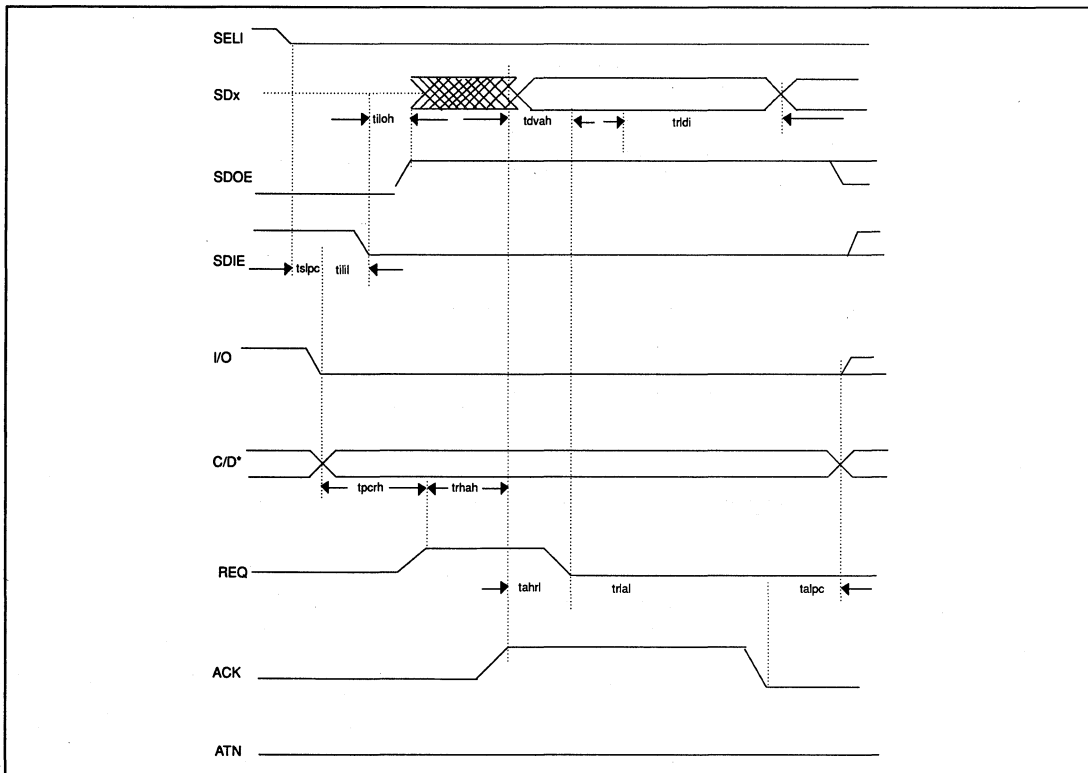 SELI
SDx
tiloh
tdvah
trldi
SDOE
SDIE
tslpc
tilil
I/O
C/D*
tpcrh
trhah
REQ
tahrl
trlal
talpc
ACK
ATN